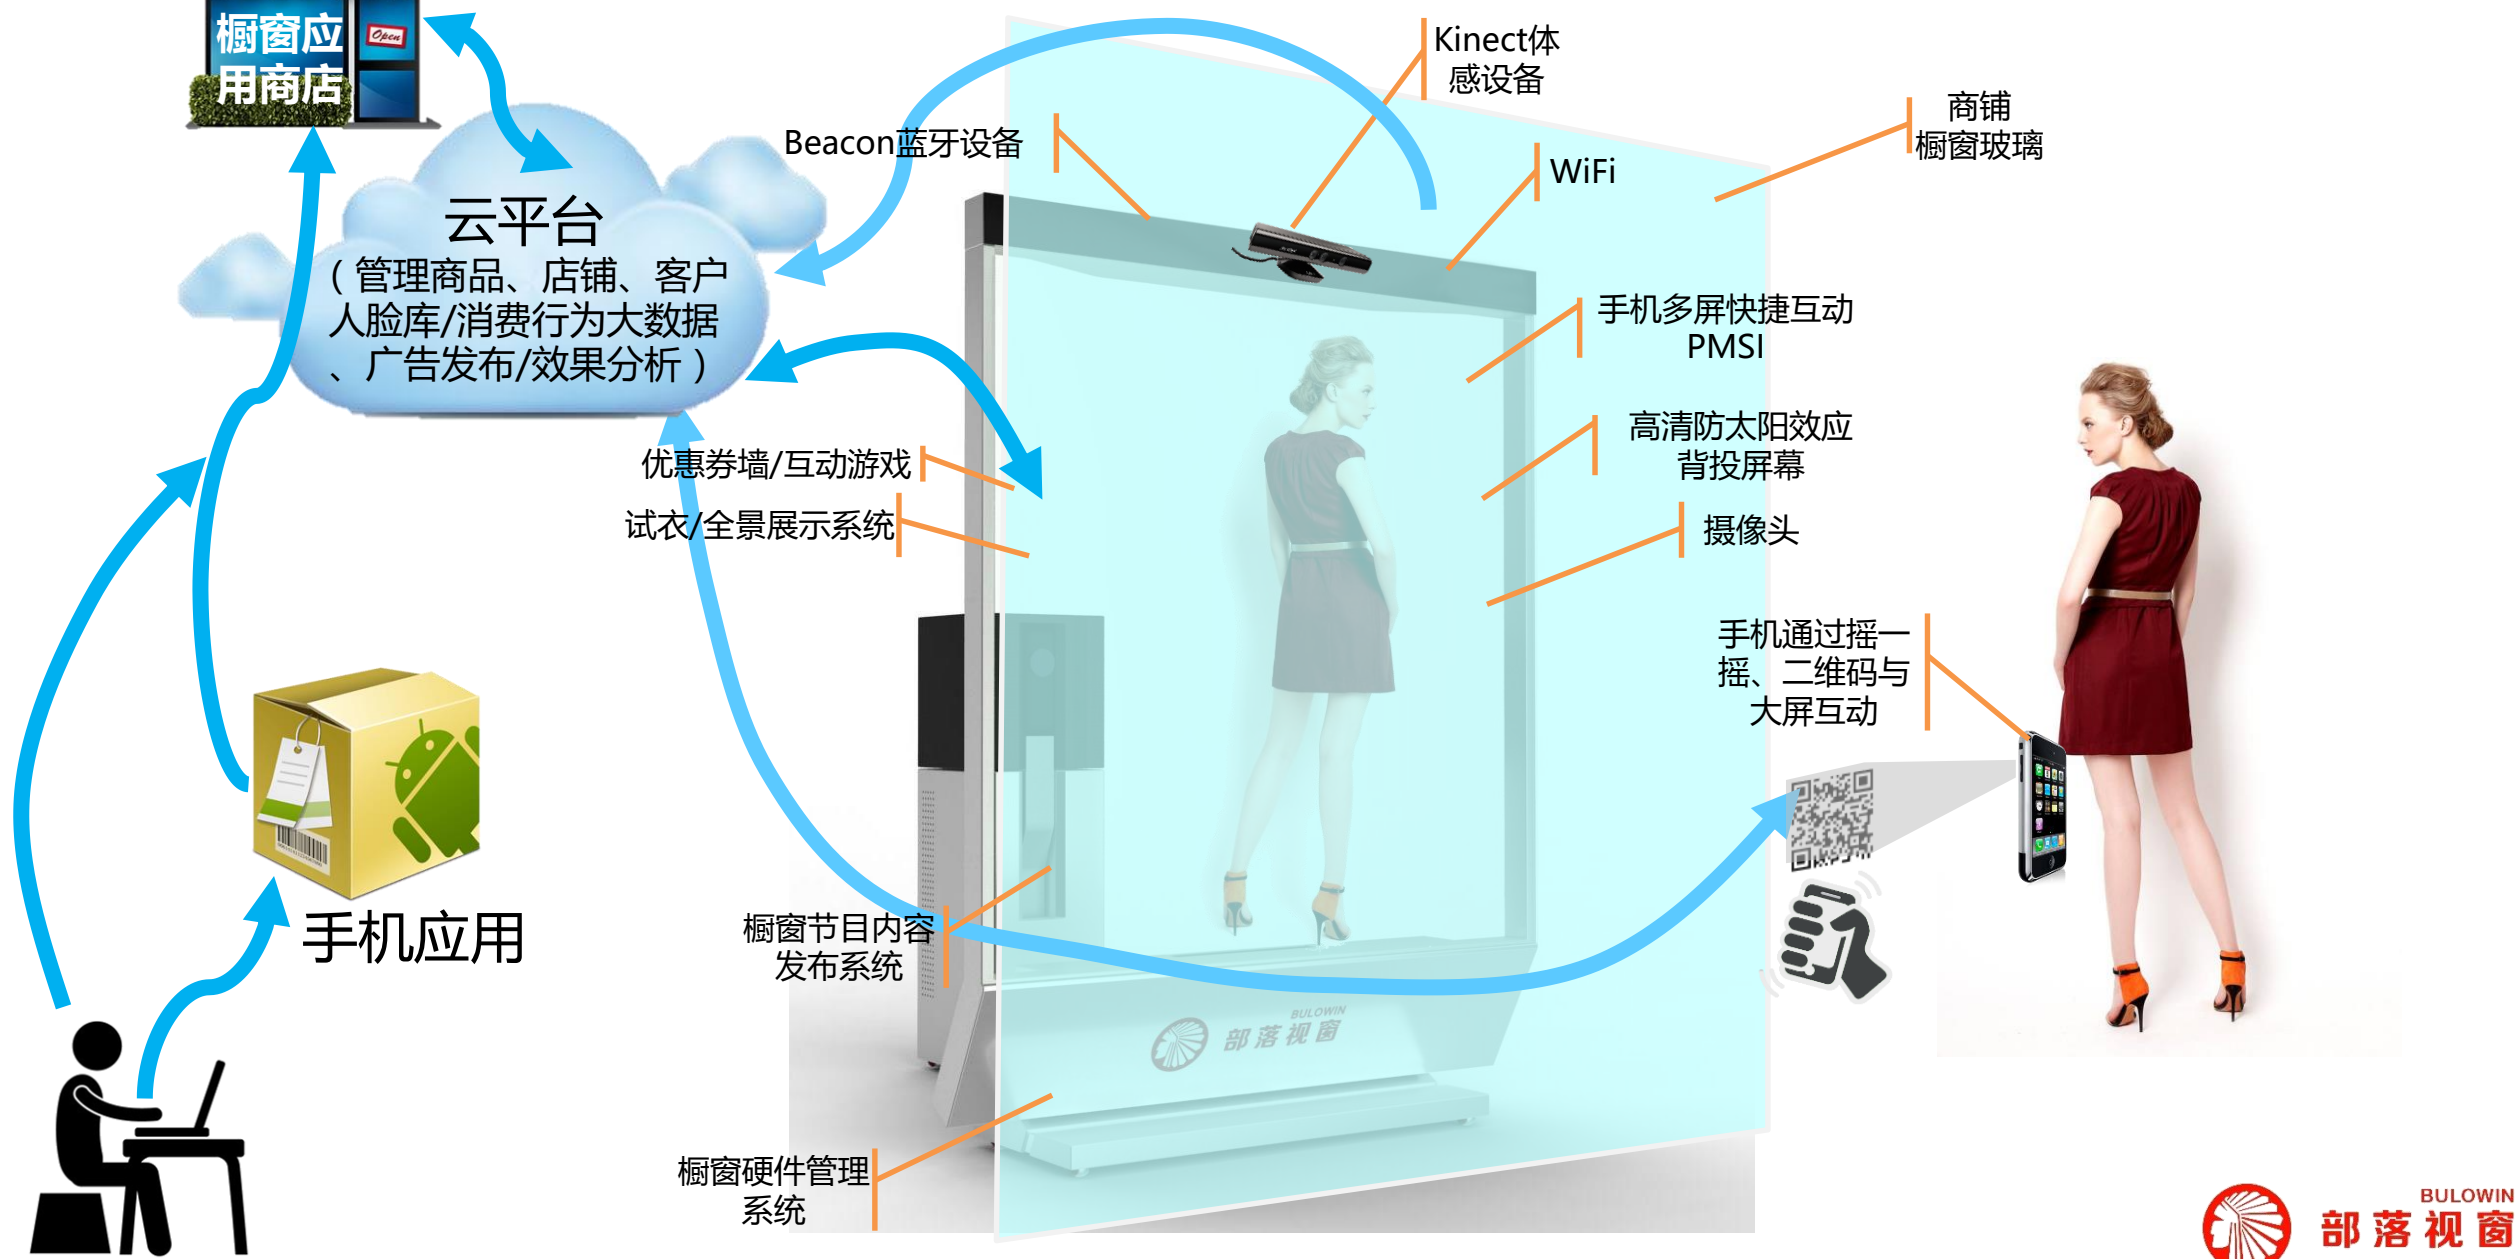 橱窗应
用商店
Open
Kinect体
感设备
商铺
橱窗玻璃
Beacon蓝牙设备
WiFi
云平台
（管理商品、店铺、客户
人脸库/消费行为大数据
、广告发布/效果分析）
手机多屏快捷互动
PMSI
高清防太阳效应
背投屏幕
优惠券墙/互动游戏
试衣/全景展示系统
摄像头
手机通过摇一
摇、二维码与
大屏互动
手机应用
橱窗节目内容
发布系统
BULOWIN
部落视窗
橱窗硬件管理
系统
BULOWIN
部落视窗